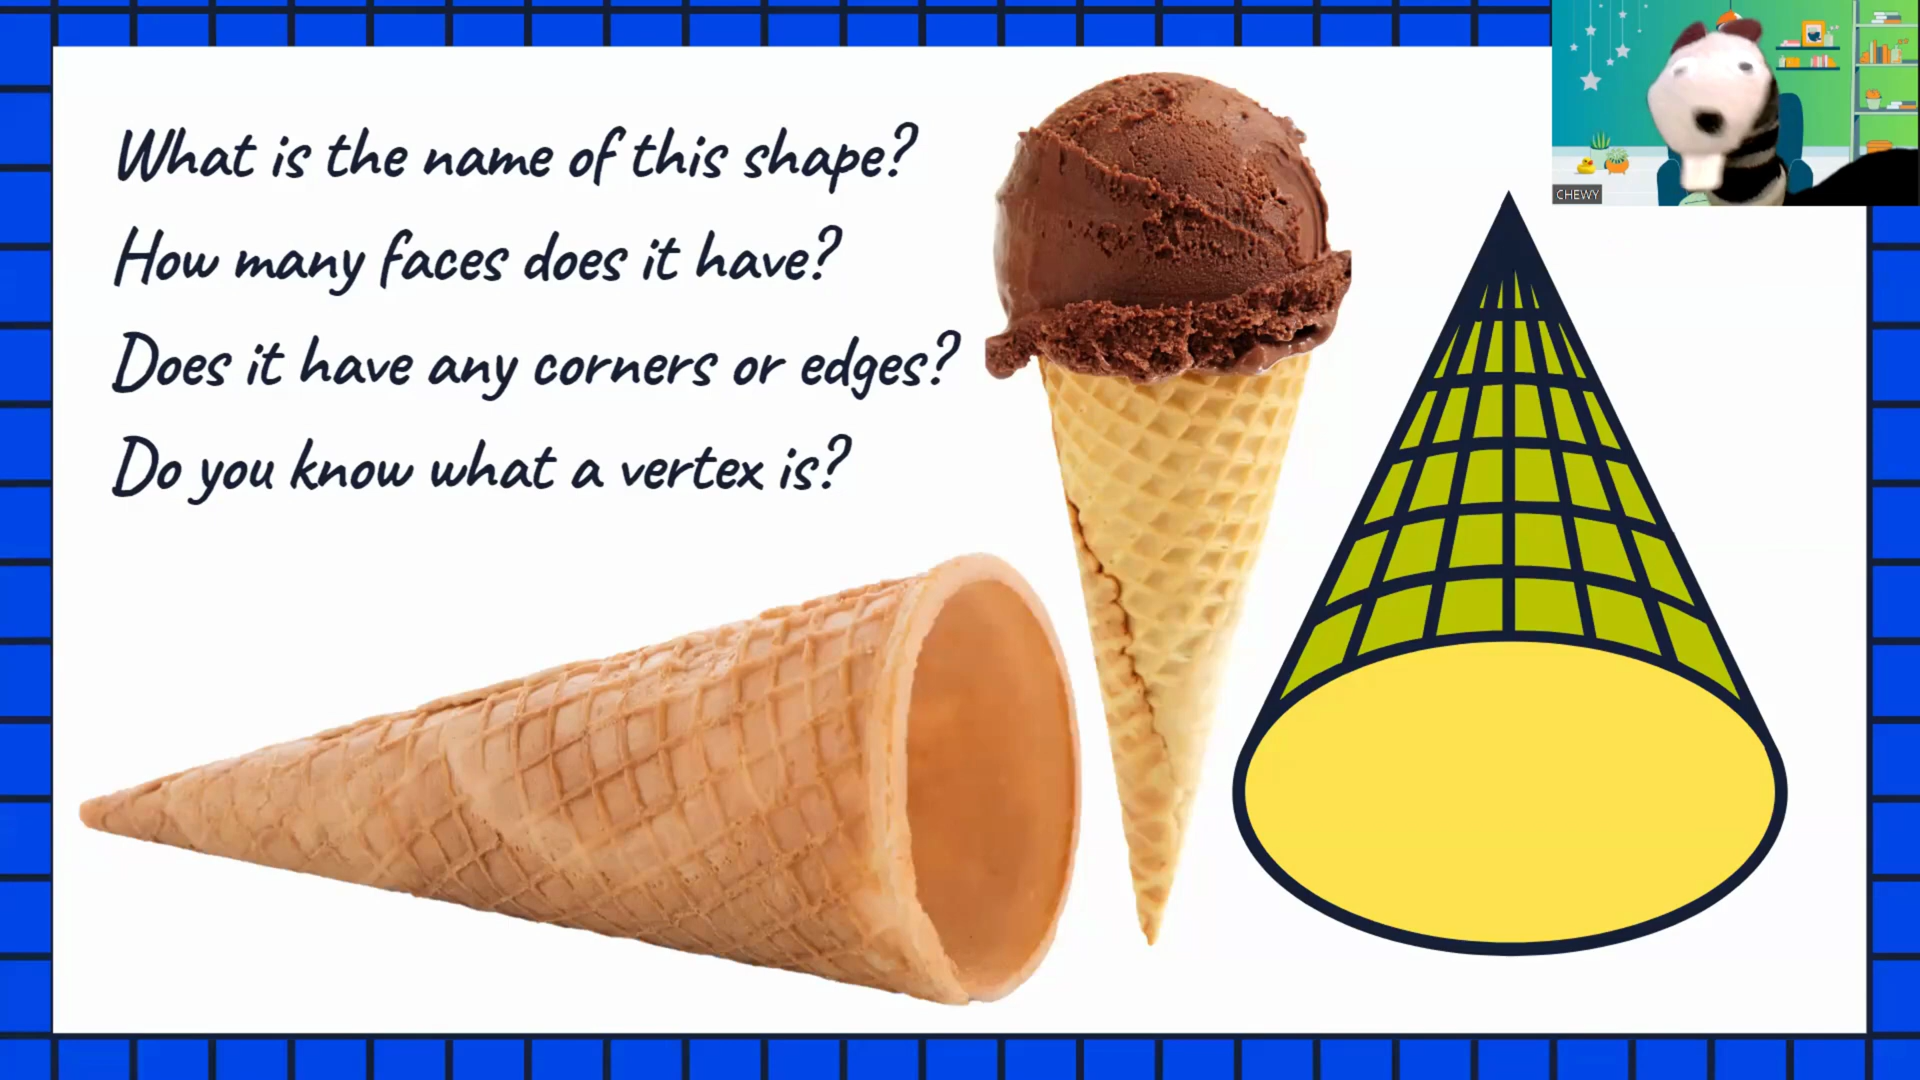 What is the name of this shape?
How many faces does it have?
Does it have any corners or edges?
Do you know what a vertex is?
CHEWY